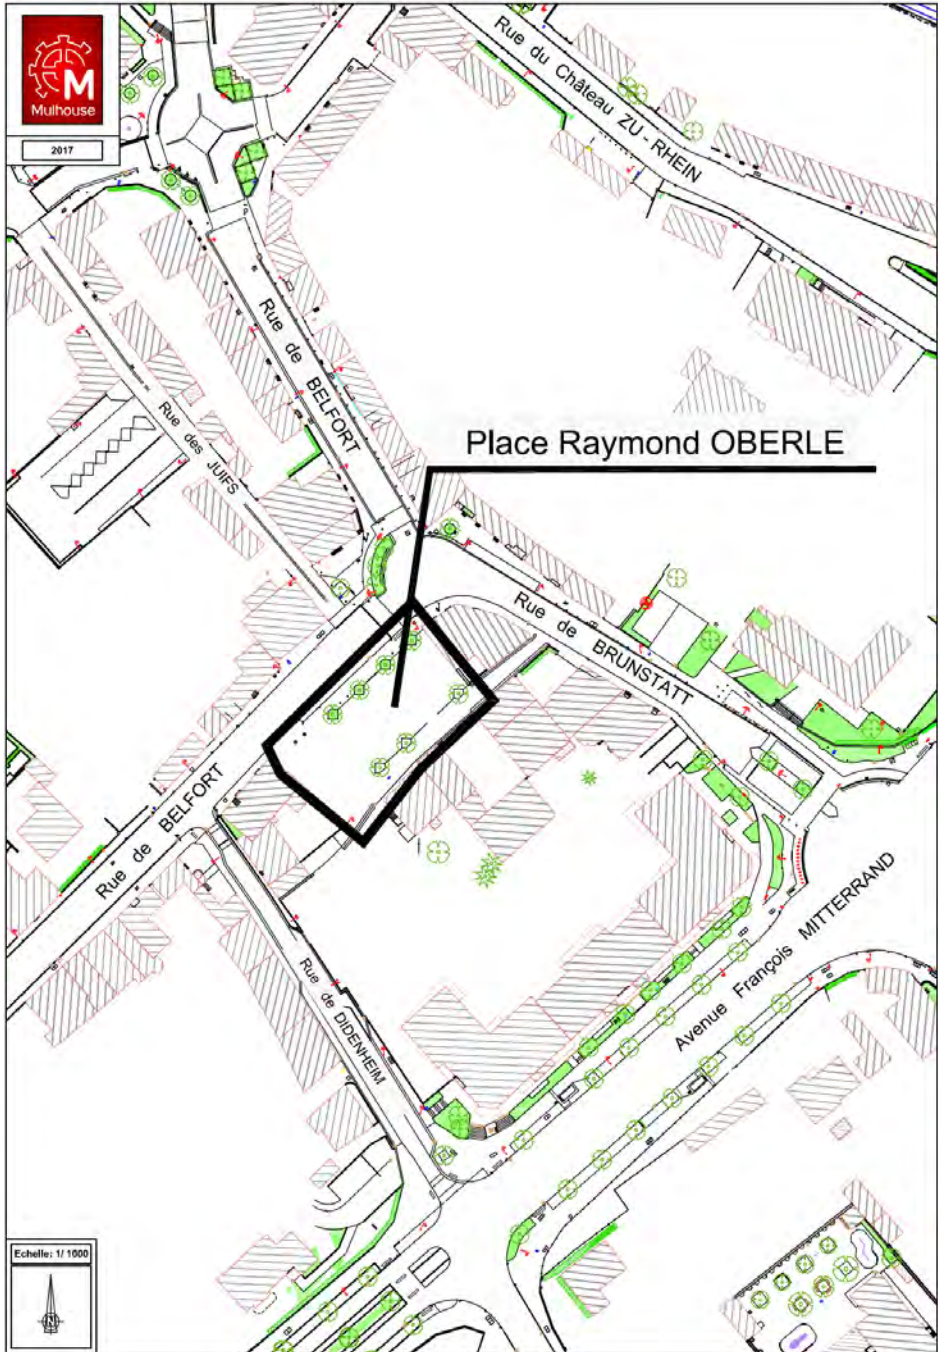 M
Mulhouse
2017
Rue du Château ZU - RHEIN
Rue de BELFORT
Rue des JUIFS
Place Raymond OBERLE
Rue de BRUNSTATT
Rue de BELFORT
Rue de DIDENHEIM
Avenue François MITTERRAND
Echelle: 1/ 1000
N